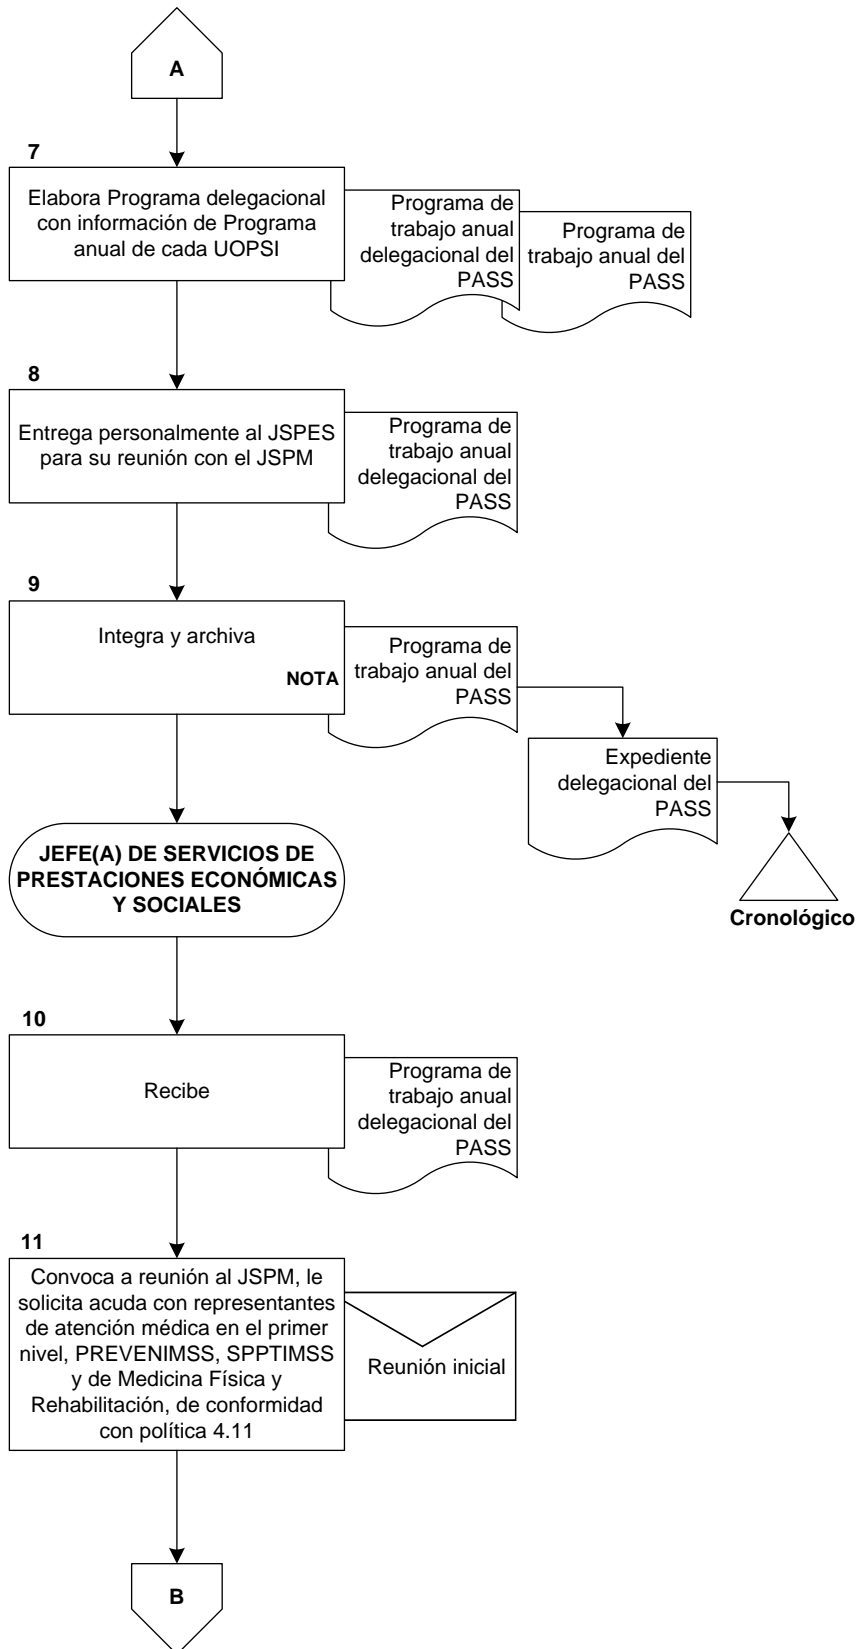 A
7
Elabora Programa delegacional
con información de Programa
anual de cada UOPSI
Programa de
trabajo anual
delegacional del
PASS
Programa de
trabajo anual del
PASS
8
Entrega personalmente al JSPES
para su reunión con el JSPM
Programa de
trabajo anual
delegacional del
PASS
9
Integra y archiva
NOTA
Programa de
trabajo anual del
PASS
Expediente
delegacional del
PASS
Cronológico
JEFE(A) DE SERVICIOS DE
PRESTACIONES ECONÓMICAS
Y SOCIALES
10
Recibe
Programa de
trabajo anual
delegacional del
PASS
11
Convoca a reunión al JSPM, le
solicita acuda con representantes
de atención médica en el primer
nivel, PREVENIMSS, SPPTIMSS
y de Medicina Física y
Rehabilitación, de conformidad
con política 4.11
Reunión inicial
B